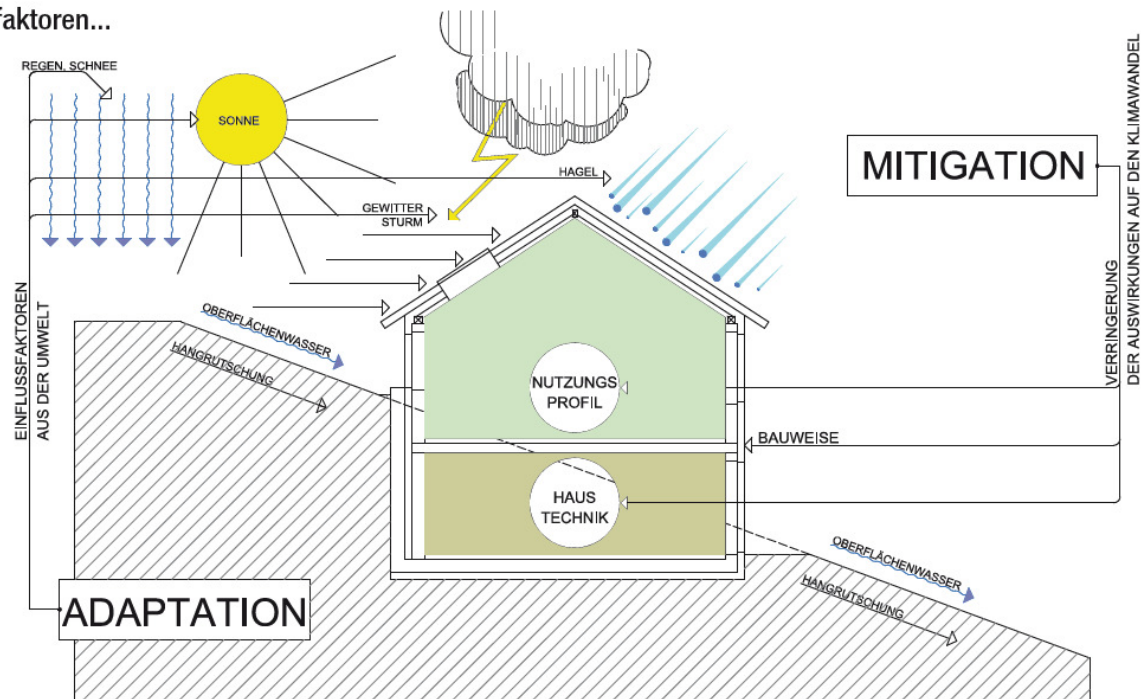 faktoren...
REGEN, SCHNEE
SONNE
HAGEL
GEWITTER
STURM
MITIGATION
VERRINGERUNG
DER AUSWIRKUNGEN AUF DEN KLIMAWANDEL
EINFLUSSFAKTOREN
AUS DER UMWELT
OBERFLÄCHENWASSER
HANGRUTSCHUNG
NUTZUNGS
PROFIL
BAUWEISE
HAUS
TECHNIK
OBERFLÄCHENWASSER
HANGRUTSCHUNG
ADAPTATION